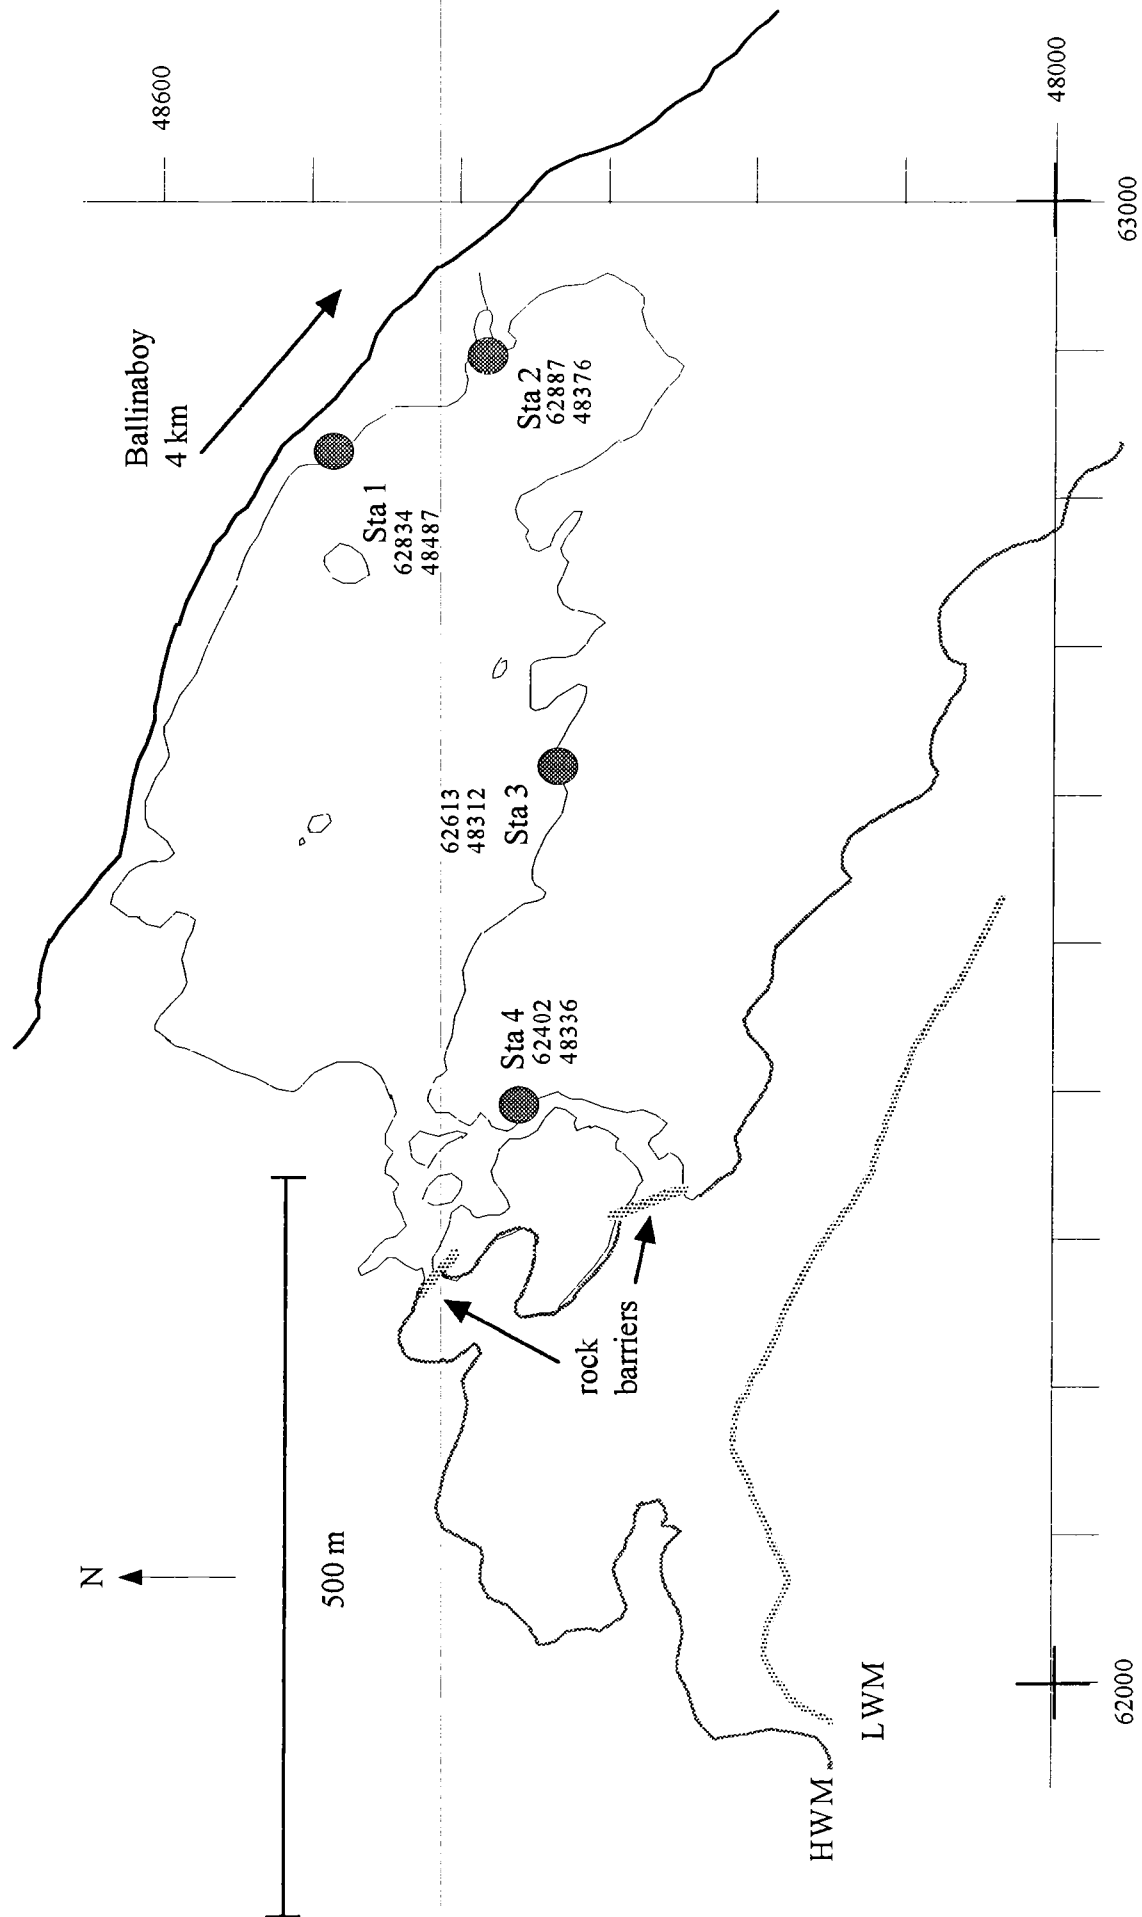 N
500 m
Ballinaboy
4 km
48600
Sta 1
62834
48487
Sta 2
62887
48376
62613
48312
Sta 3
Sta 4
62402
48336
rock
barriers
HWM
LWM
48000
62000
63000